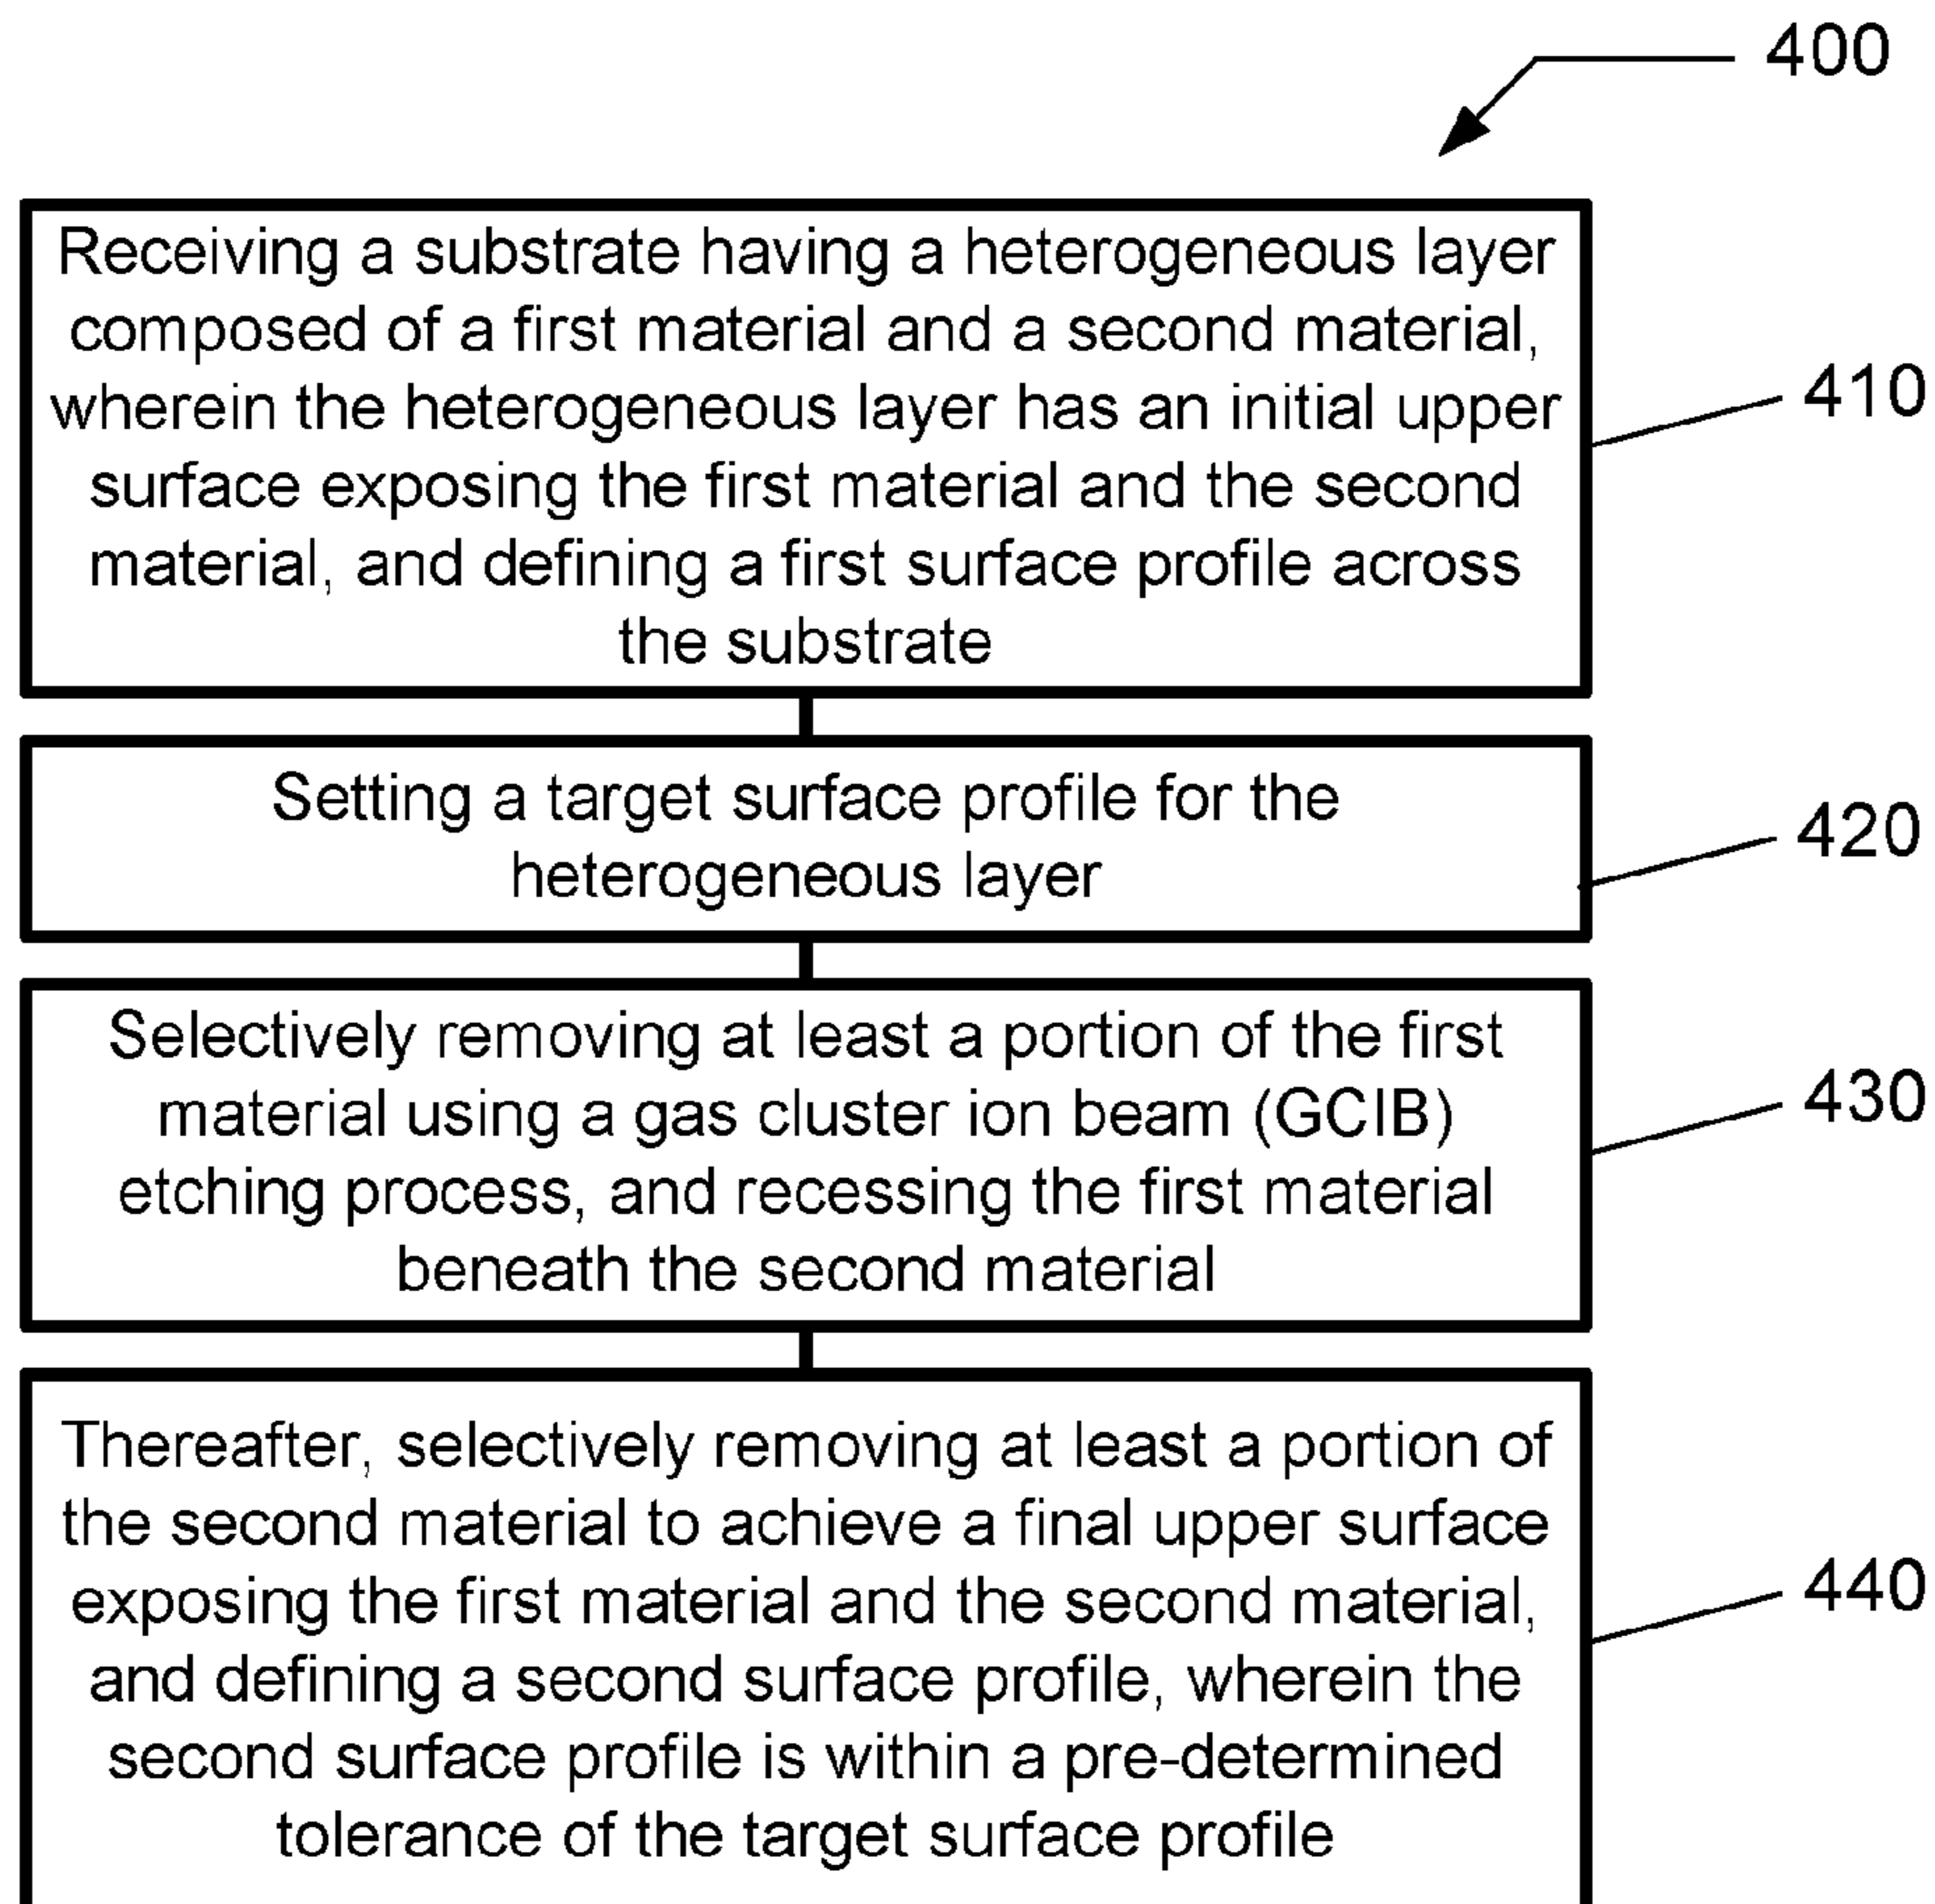 400
Receiving a substrate having a heterogeneous layer
composed of a first material and a second material,
wherein the heterogeneous layer has an initial upper
surface exposing the first material and the second
material, and defining a first surface profile across
the substrate
410
Setting a target surface profile for the
heterogeneous layer
420
Selectively removing at least a portion of the first
material using a gas cluster ion beam (GCIB)
etching process, and recessing the first material
beneath the second material
430
Thereafter, selectively removing at least a portion of
the second material to achieve a final upper surface
exposing the first material and the second material,
and defining a second surface profile, wherein the
second surface profile is within a pre-determined
tolerance of the target surface profile
440